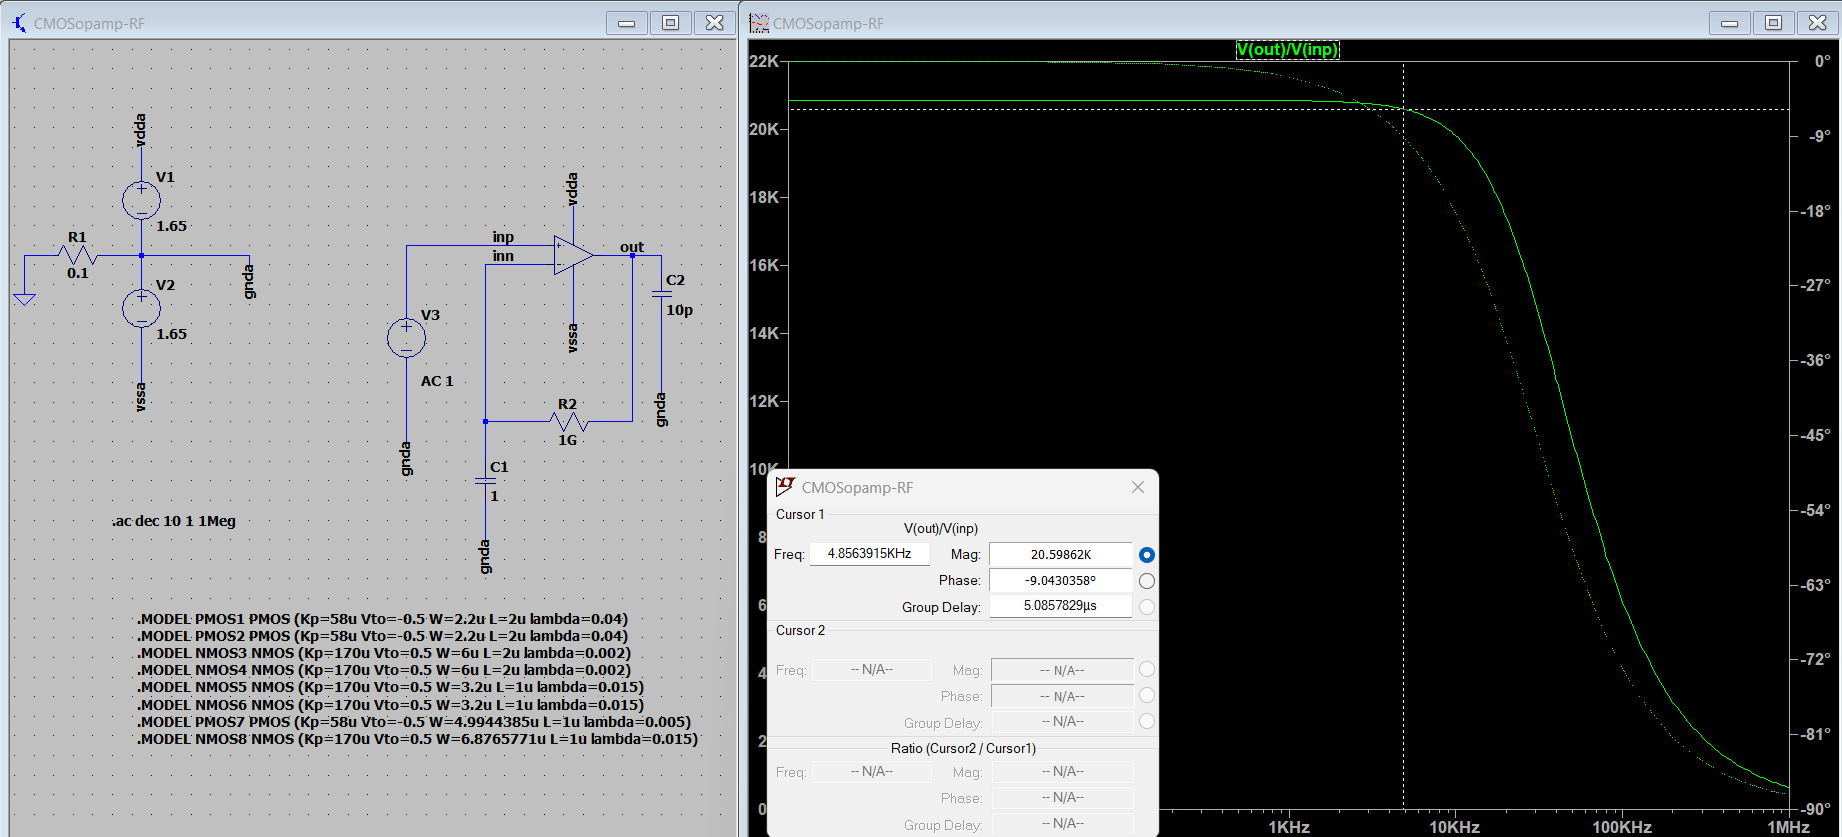 CMOSopamp-RF
vdda
V1
1.65
R1
0.1
gnda
V2
1.65
vssa
vdda
inp
inn
out
C2
10p
gnda
vssa
V3
AC 1
gnda
R2
1G
C1
1
gnda
.ac dec 10 1 1Meg
.MODEL PMOS1 PMOS (Kp=58u Vto=-0.5 W=2.2u L=2u lambda=0.04)
.MODEL PMOS2 PMOS (Kp=58u Vto=-0.5 W=2.2u L=2u lambda=0.04)
.MODEL NMOS3 NMOS (Kp=170u Vto=0.5 W=6u L=2u lambda=0.002)
.MODEL NMOS4 NMOS (Kp=170u Vto=0.5 W=6u L=2u lambda=0.002)
.MODEL NMOS5 NMOS (Kp=170u Vto=0.5 W=3.2u L=1u lambda=0.015)
.MODEL NMOS6 NMOS (Kp=170u Vto=0.5 W=3.2u L=1u lambda=0.015)
.MODEL PMOS7 PMOS (Kp=58u Vto=-0.5 W=4.9944385u L=1u lambda=0.005)
.MODEL NMOS8 NMOS (Kp=170u Vto=0.5 W=6.8765771u L=1u lambda=0.015)
CMOSopamp-RF
V(out)/V(inp)
22K
20K
18K
16K
14K
12K
10K
8
6
4
2
0
0°
-9°
-18°
-27°
-36°
-45°
-54°
-63°
-72°
-81°
-90°
1KHz 10KHz 100KHz 1MHz
CMOSopamp-RF
Cursor 1
V(out)/V(inp)
Freq: 4.8563915KHz Mag: 20.59862K
Phase: -9.0430358°
Group Delay: 5.0857829µs
Cursor 2
Freq: -- N/A-- Mag: -- N/A--
Phase: -- N/A--
Group Delay: -- N/A--
Ratio (Cursor2 / Cursor1)
Freq: -- N/A-- Mag: -- N/A--
Phase: -- N/A--
Group Delay: -- N/A--